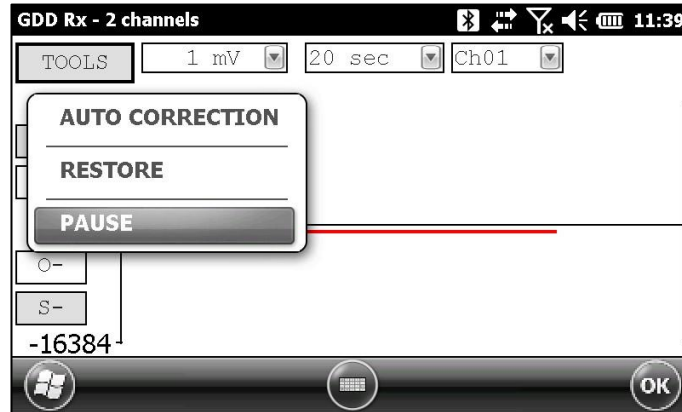 GDD Rx - 2 channels 11:39
TOOLS 1 mV 20 sec Ch01
AUTO CORRECTION
RESTORE
PAUSE
O-
S-
-16384
OK